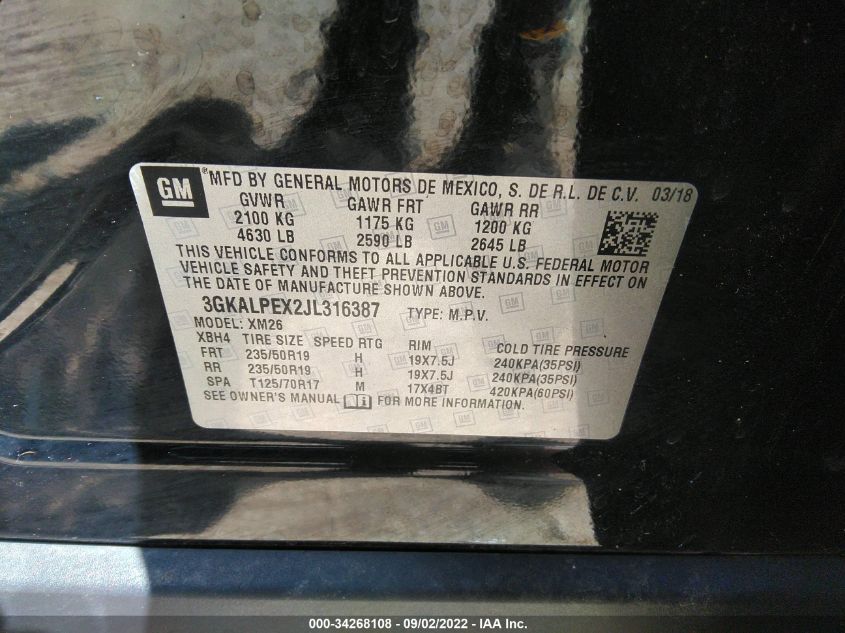 GM ®MFD BY GENERAL MOTORS DE MEXICO, S. DE R.L. DE C.V. 03/18
GVWR GAWR FRT GAWR RR
2100 KG 1175 KG 1200 KG
4630 LB 2590 LB 2645 LB
THIS VEHICLE CONFORMS TO ALL APPLICABLE U.S. FEDERAL MOTOR
VEHICLE SAFETY AND THEFT PREVENTION STANDARDS IN EFFECT ON
THE DATE OF MANUFACTURE SHOWN ABOVE.
3GKALPEX2JL316387 TYPE: M.P.V.
MODEL: XM26
XBH4 TIRE SIZE SPEED RTG RIM COLD TIRE PRESSURE
FRT 235/50R19 H 19X7.5J 240KPA(35PSI)
RR 235/50R19 H 19X7.5J 240KPA(35PSI)
SPA T125/70R17 M 17X4BT 420KPA(60PSI)
SEE OWNER'S MANUAL FOR MORE INFORMATION.
000-34268108 - 09/02/2022 - IAA Inc.